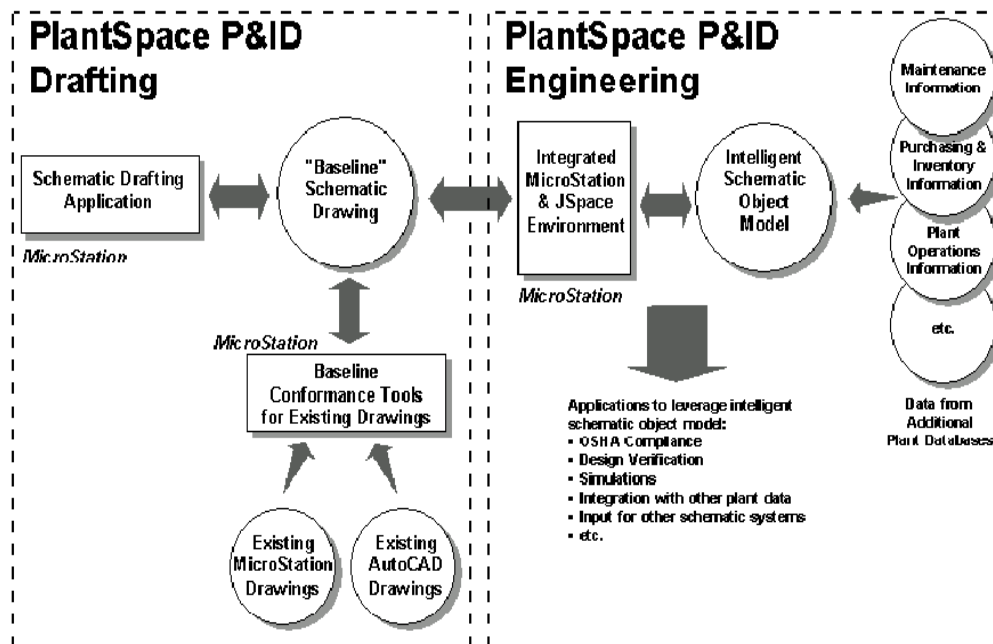 PlantSpace P&ID
Drafting
Schematic Drafting
Application
MicroStation
"Baseline"
Schematic
Drawing
MicroStation
Baseline
Conformance Tools
for Existing Drawings
Existing
MicroStation
Drawings
Existing
AutoCAD
Drawings
PlantSpace P&ID
Engineering
Integrated
MicroStation
& JSpace
Environment
MicroStation
Intelligent
Schematic
Object
Model
Maintenance
Information
Purchasing &
Inventory
Information
Plant
Operations
Information
etc.
Data from
Additional
Plant Databases
Applications to leverage intelligent
schematic object model:
▪ OSHA Compliance
▪ Design Verification
▪ Simulations
▪ Integration with other plant data
▪ Input for other schematic systems
▪ etc.